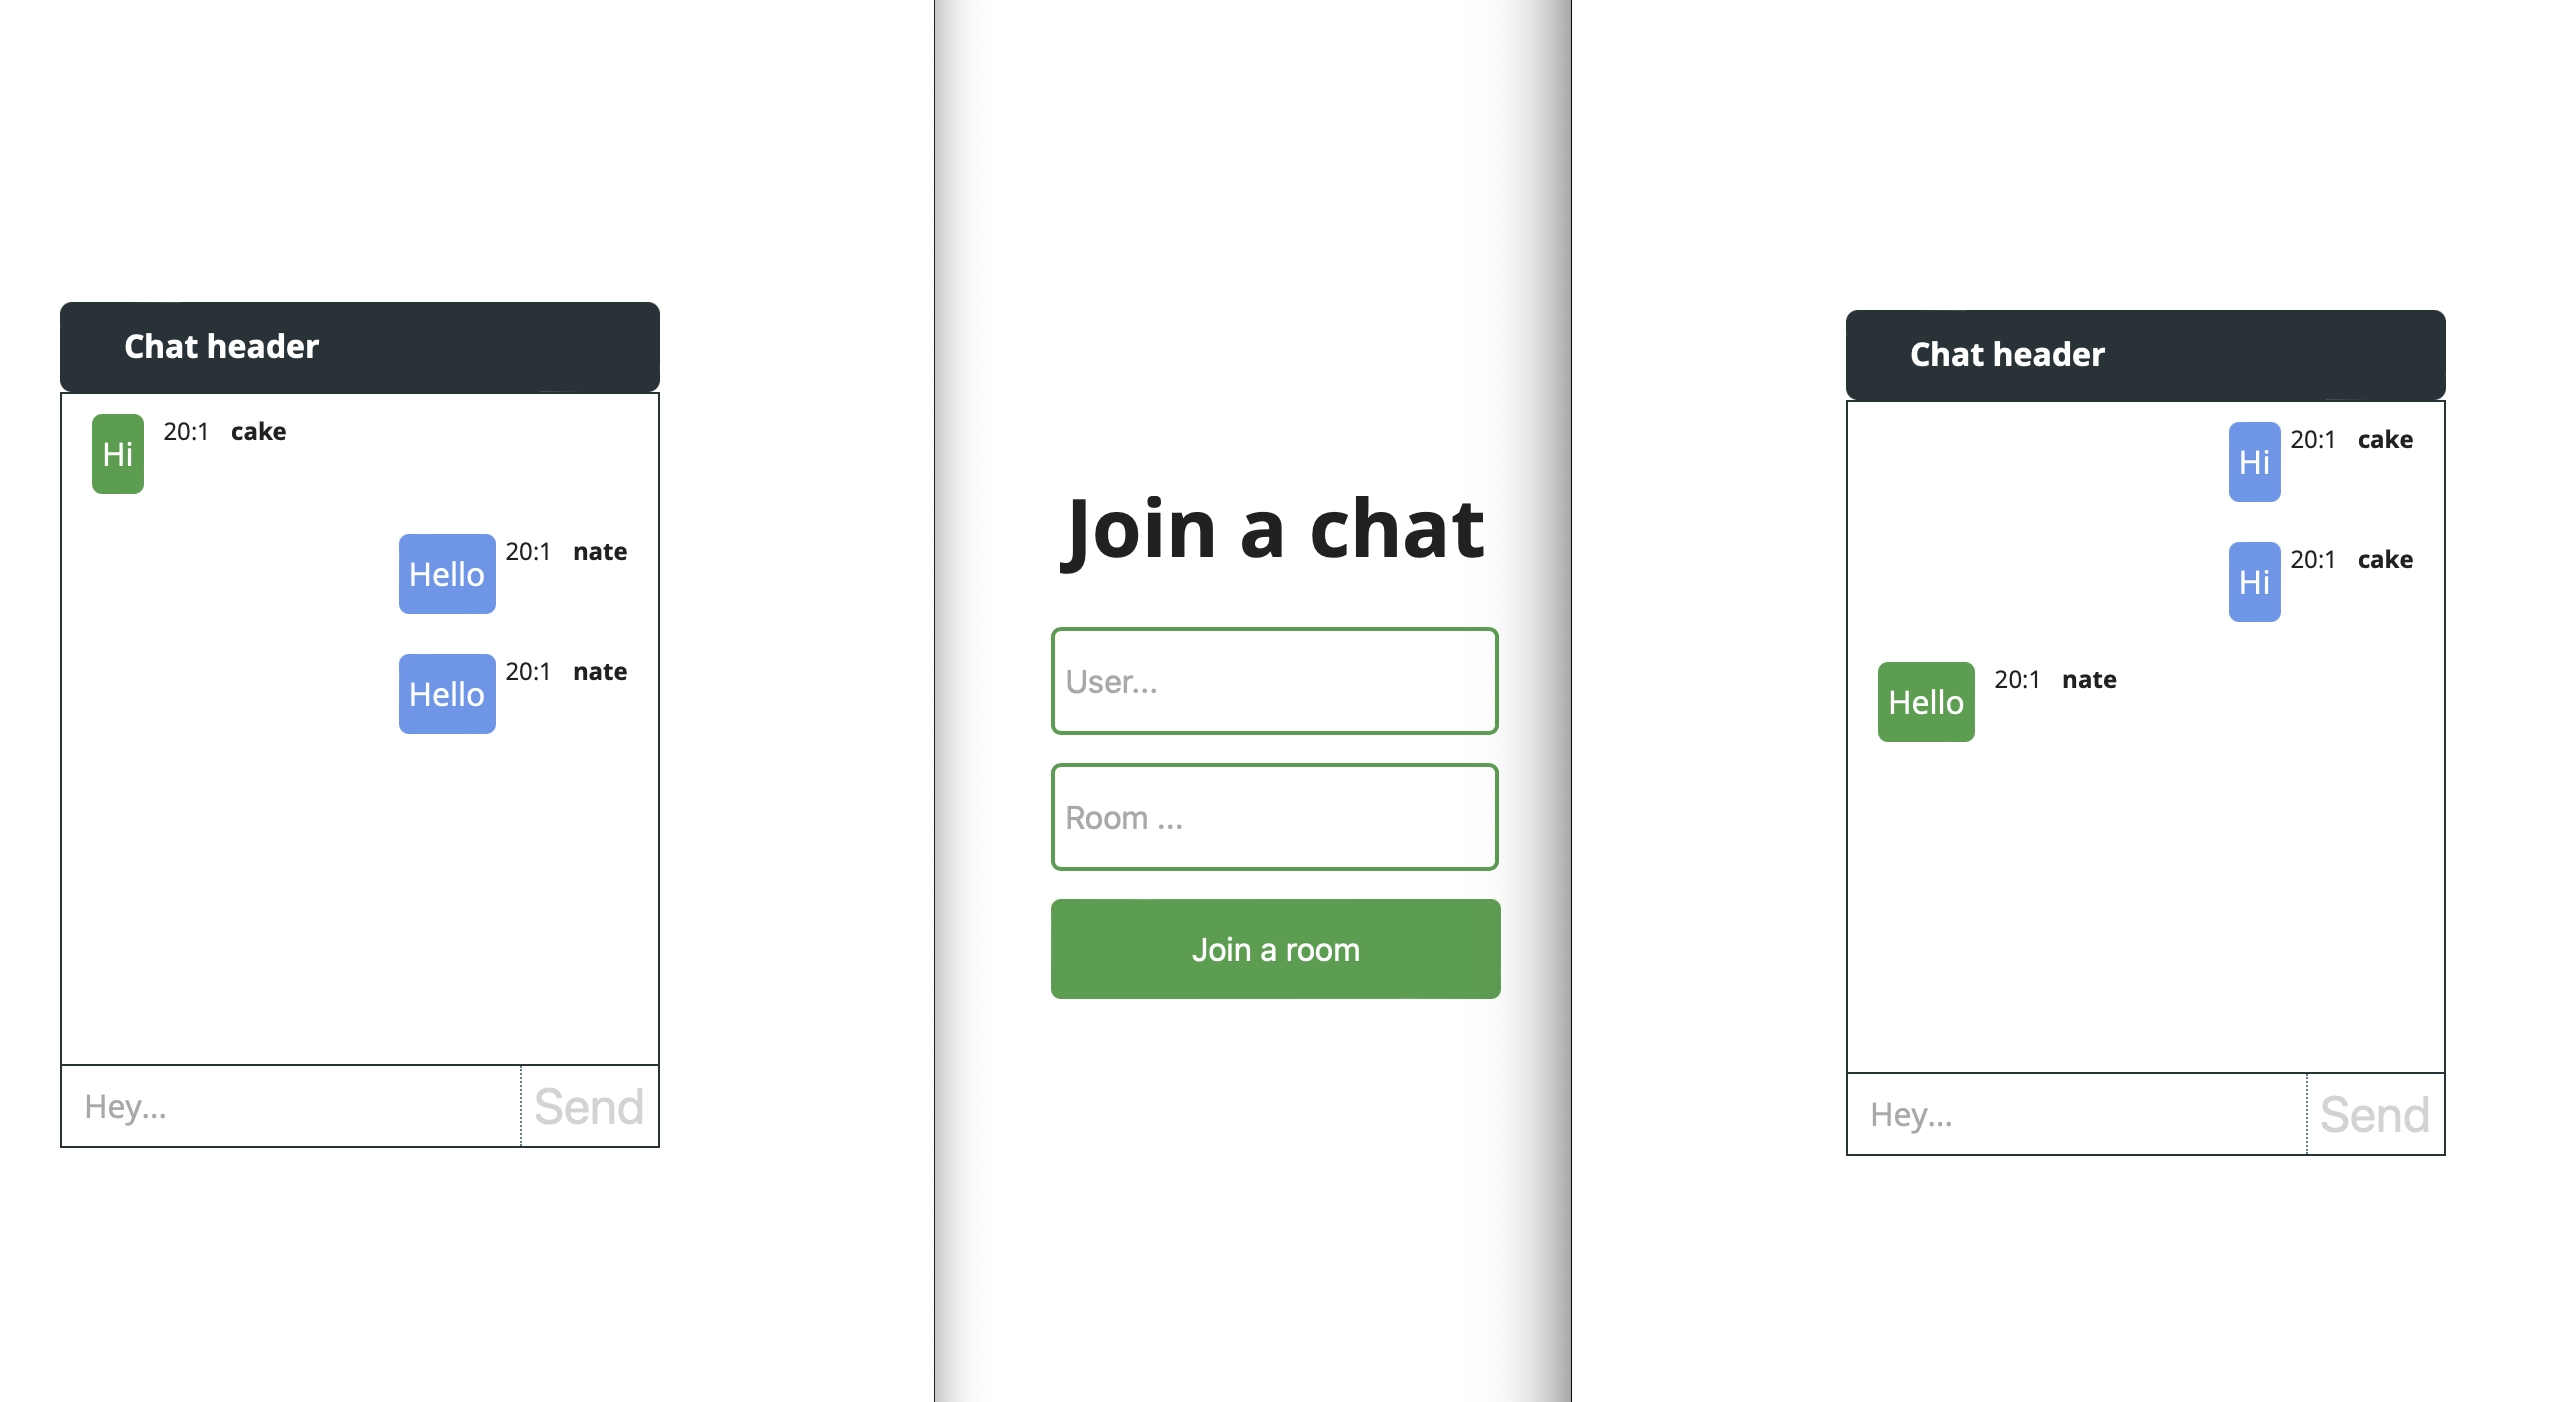 Chat header
Hi 20:1 cake
Hello 20:1 nate
Hello 20:1 nate
Hey...
Send
Join a chat
User...
Room ...
Join a room
Chat header
Hi 20:1 cake
Hi 20:1 cake
Hello 20:1 nate
Hey...
Send